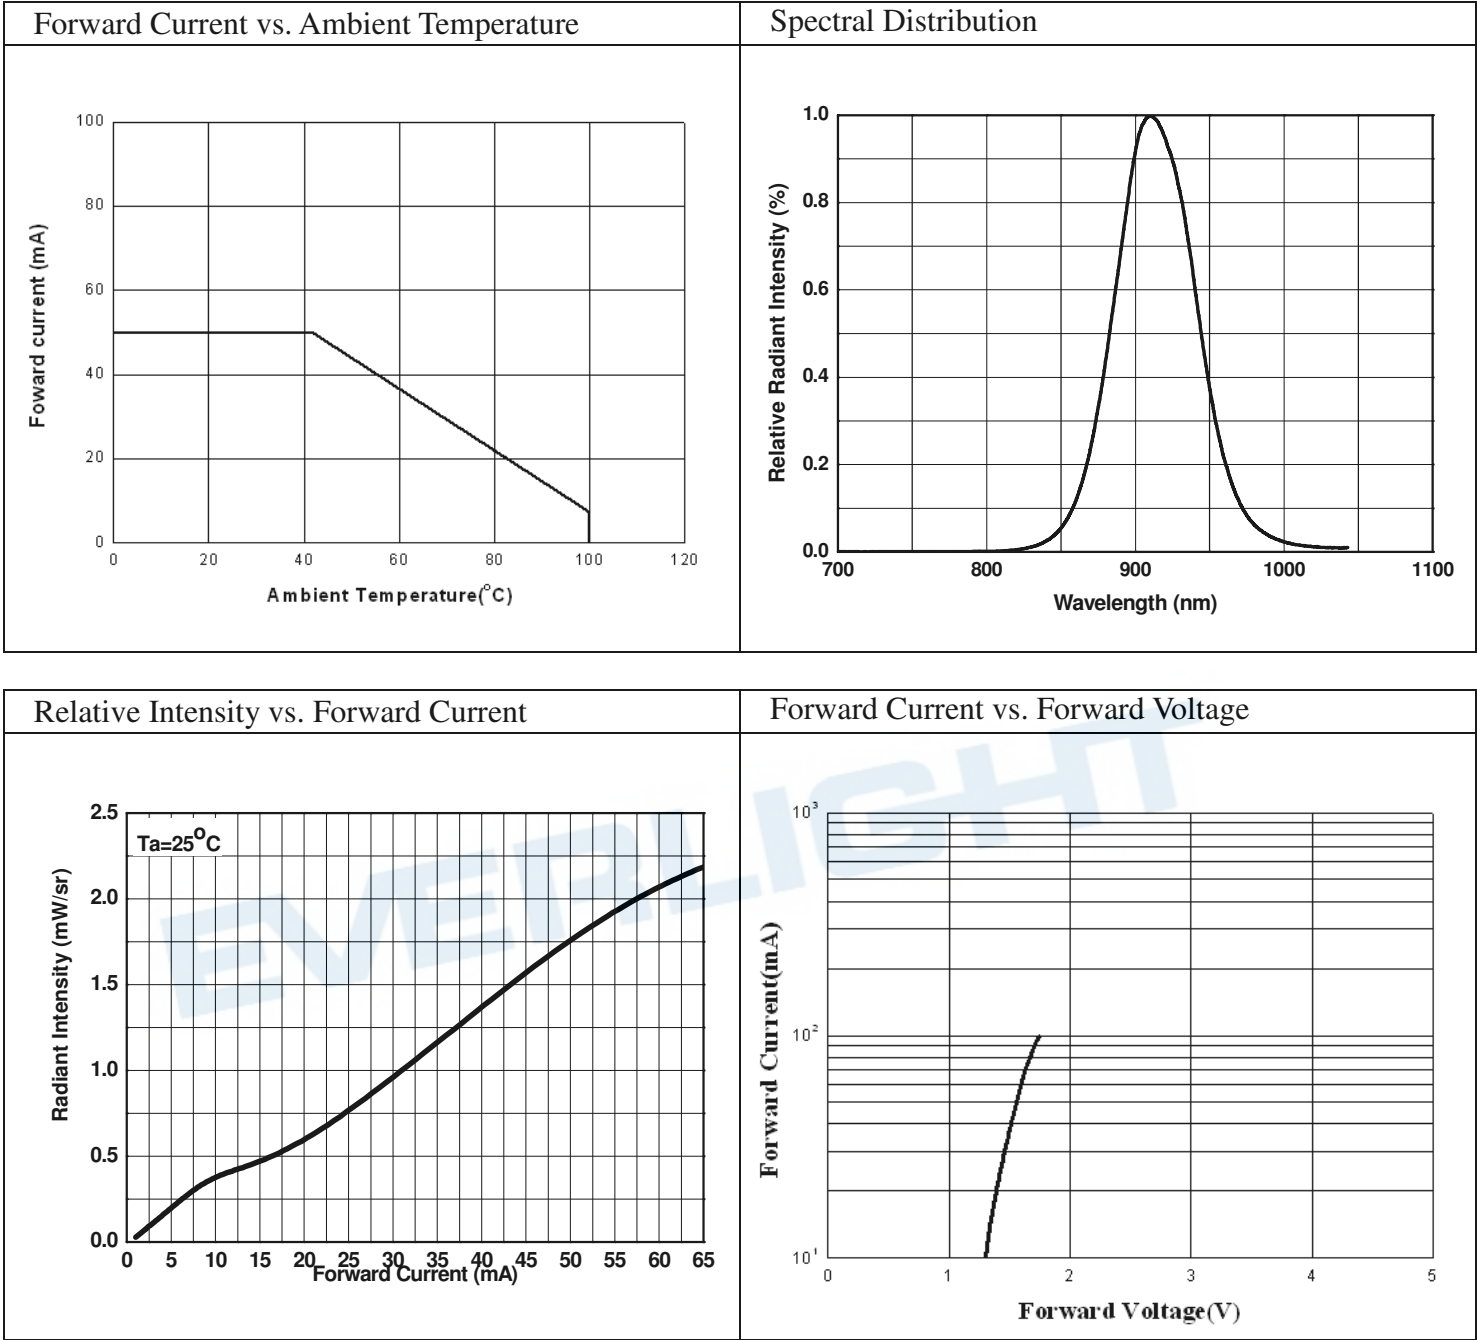 Forward Current vs. Ambient Temperature
Foward current (mA)
100
80
60
40
20
0
0 20 40 60 80 100 120
Ambient Temperature(°C)
Spectral Distribution
Relative Radiant Intensity (%)
1.0
0.8
0.6
0.4
0.2
0.0
700 800 900 1000 1100
Wavelength (nm)
Relative Intensity vs. Forward Current
Radiant Intensity (mW/sr)
Ta=25°C
2.5
2.0
1.5
1.0
0.5
0.0
0 5 10 15 20 25 30 35 40 45 50 55 60 65
Forward Current (mA)
Forward Current vs. Forward Voltage
Forward Current(mA)
10³
10²
10¹
0 1 2 3 4 5
Forward Voltage(V)
EVERLIGHT